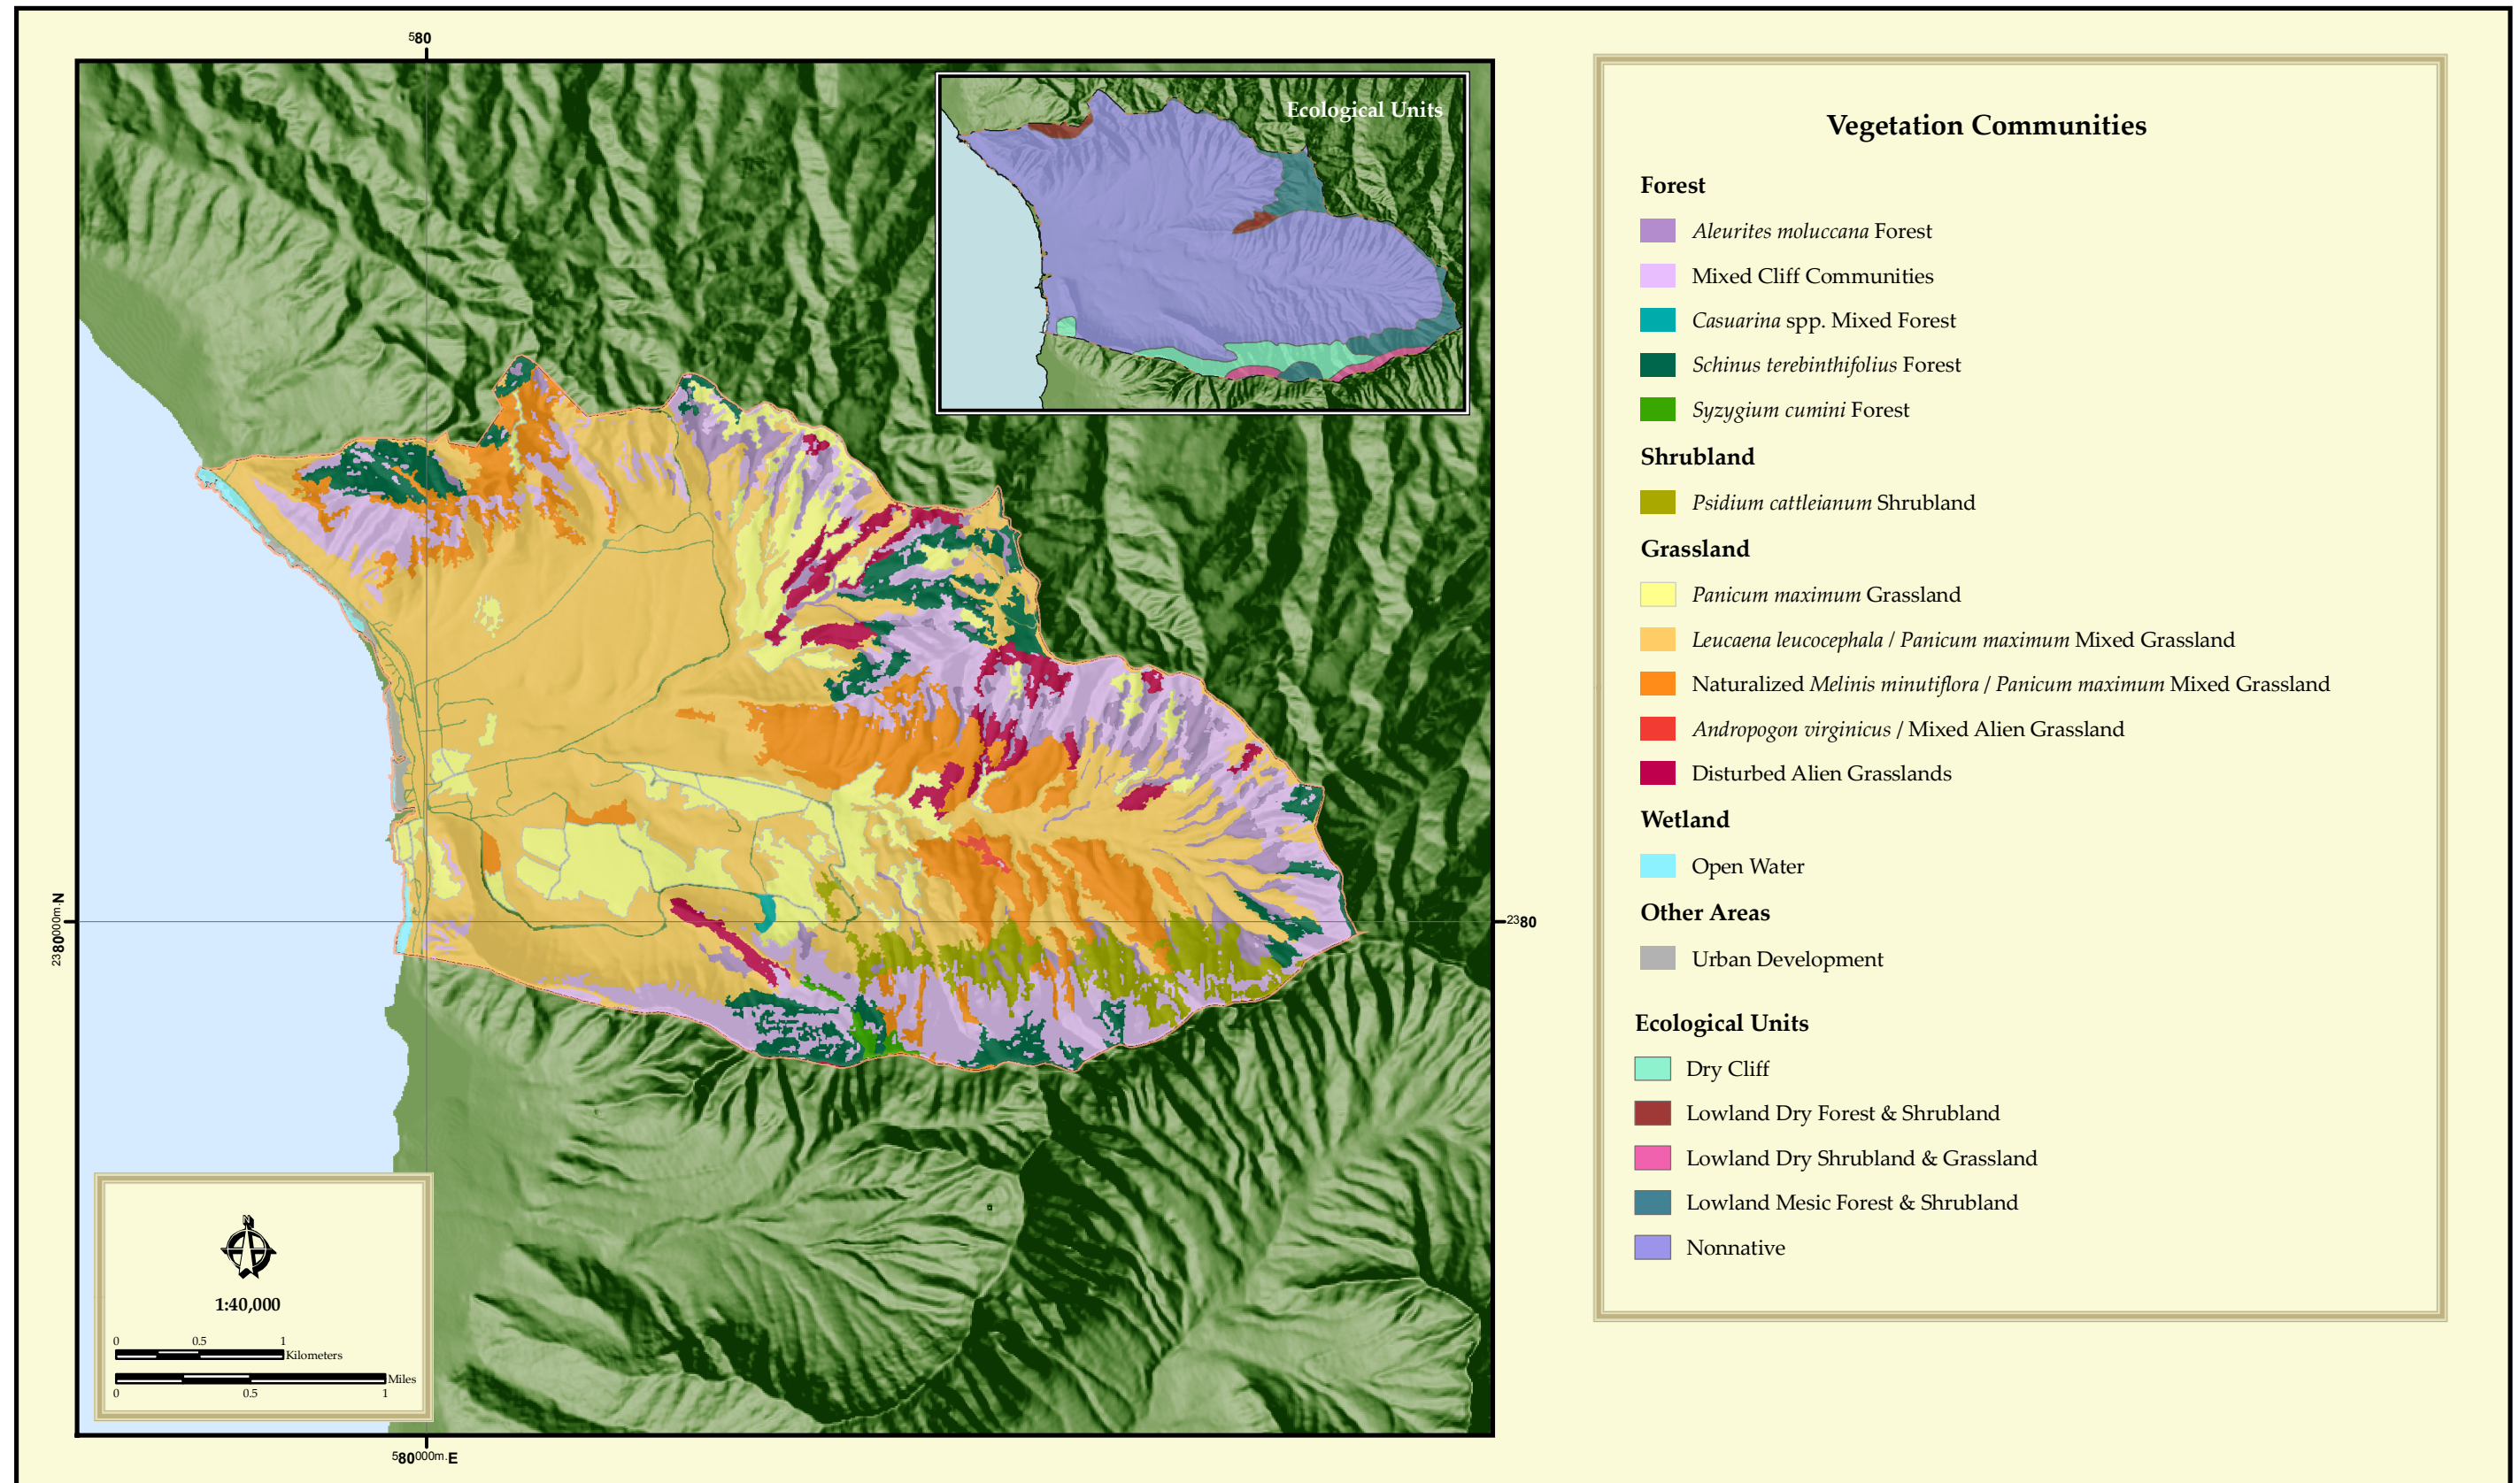 580
Ecological Units
2380000m.N
2380
N
1:40,000
0 0.5 1
Kilometers
Miles
0 0.5 1
580000m.E
Vegetation Communities
Forest
Aleurites moluccana Forest
Mixed Cliff Communities
Casuarina spp. Mixed Forest
Schinus terebinthifolius Forest
Syzygium cumini Forest
Shrubland
Psidium cattleianum Shrubland
Grassland
Panicum maximum Grassland
Leucaena leucocephala / Panicum maximum Mixed Grassland
Naturalized Melinis minutiflora / Panicum maximum Mixed Grassland
Andropogon virginicus / Mixed Alien Grassland
Disturbed Alien Grasslands
Wetland
Open Water
Other Areas
Urban Development
Ecological Units
Dry Cliff
Lowland Dry Forest & Shrubland
Lowland Dry Shrubland & Grassland
Lowland Mesic Forest & Shrubland
Nonnative